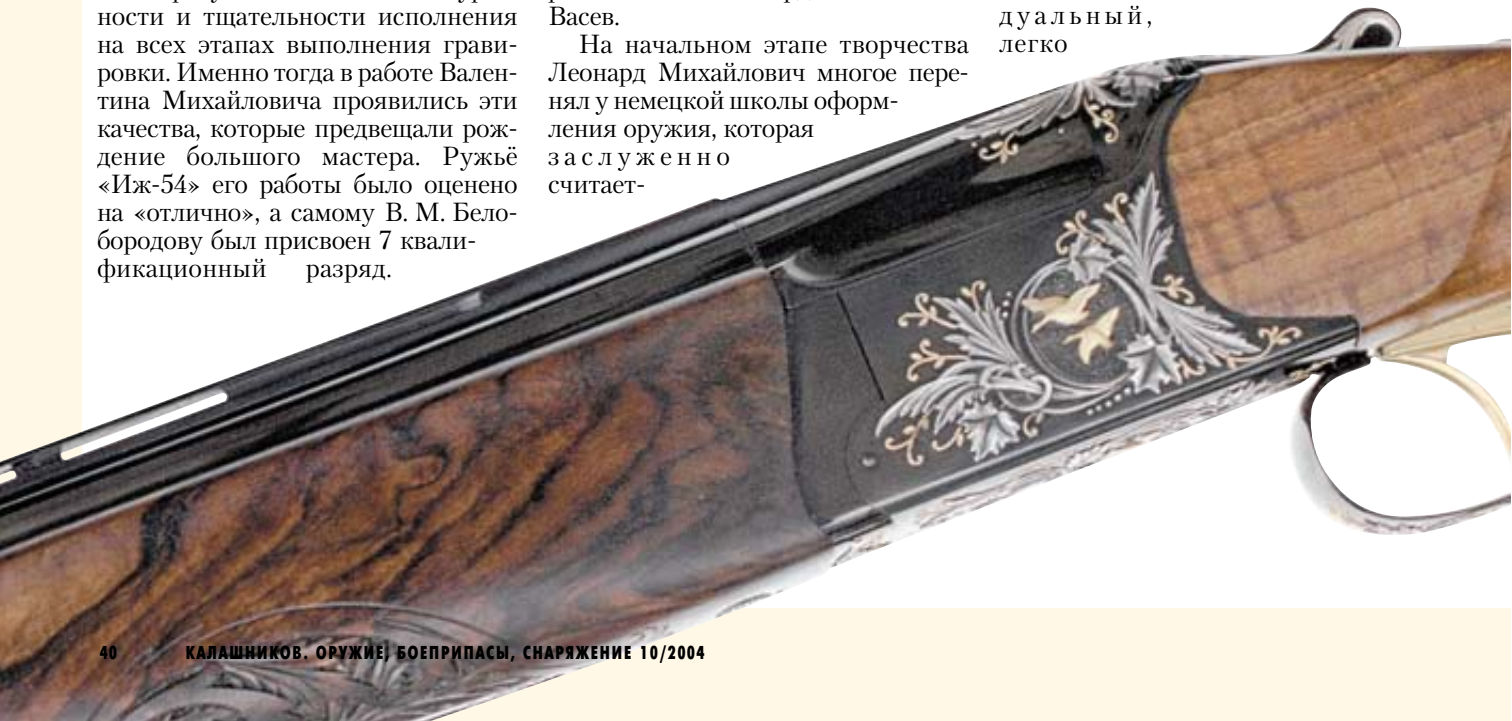 ности и тщательности исполнения
на всех этапах выполнения грави-
ровки. Именно тогда в работе Вален-
тина Михайловича проявились эти
качества, которые предвещали рож-
дение большого мастера. Ружьё
«Иж-54» его работы было оценено
на «отлично», а самому В. М. Бело-
бородову был присвоен 7 квали-
фикационный разряд.
Васев.
На начальном этапе творчества
Леонард Михайлович многое пере-
нял у немецкой школы оформ-
ления оружия, которая
заслуженно
считает-
дуальный,
легко
40 КАЛАШНИКОВ. ОРУЖИЕ, БОЕПРИПАСЫ, СНАРЯЖЕНИЕ 10/2004